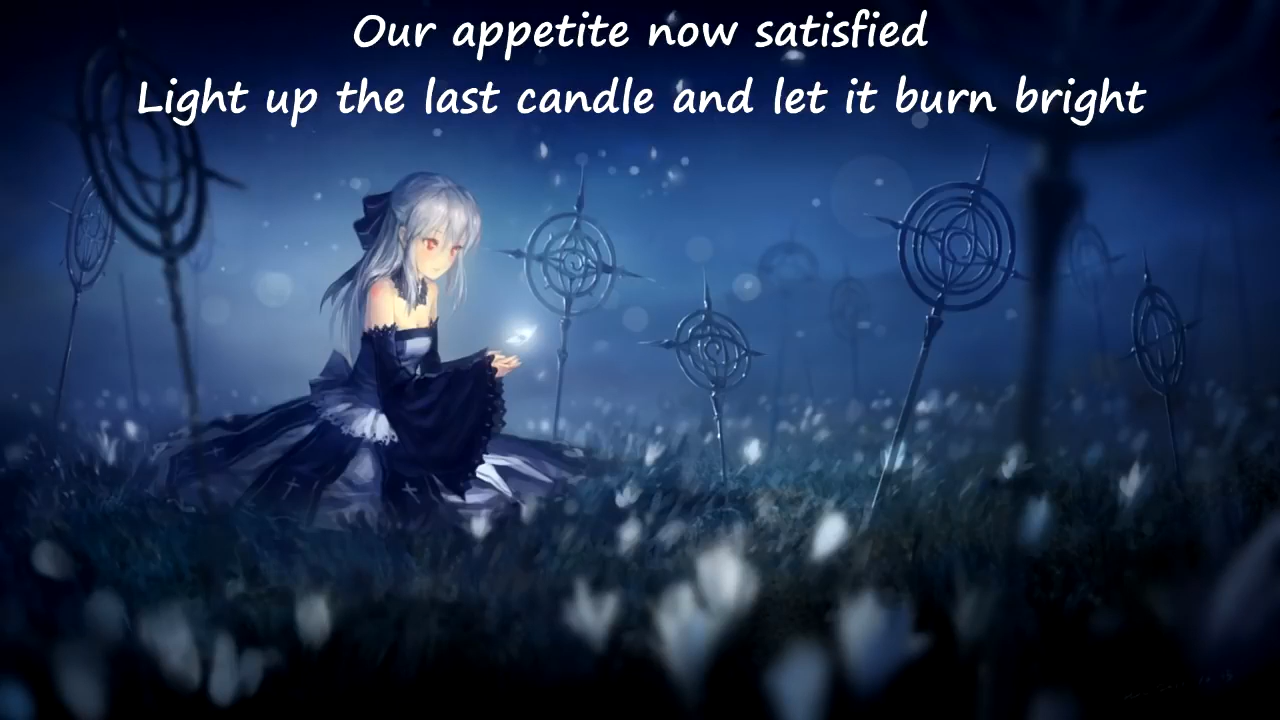 Our appetite now satisfied
Light up the last candle and let it burn bright